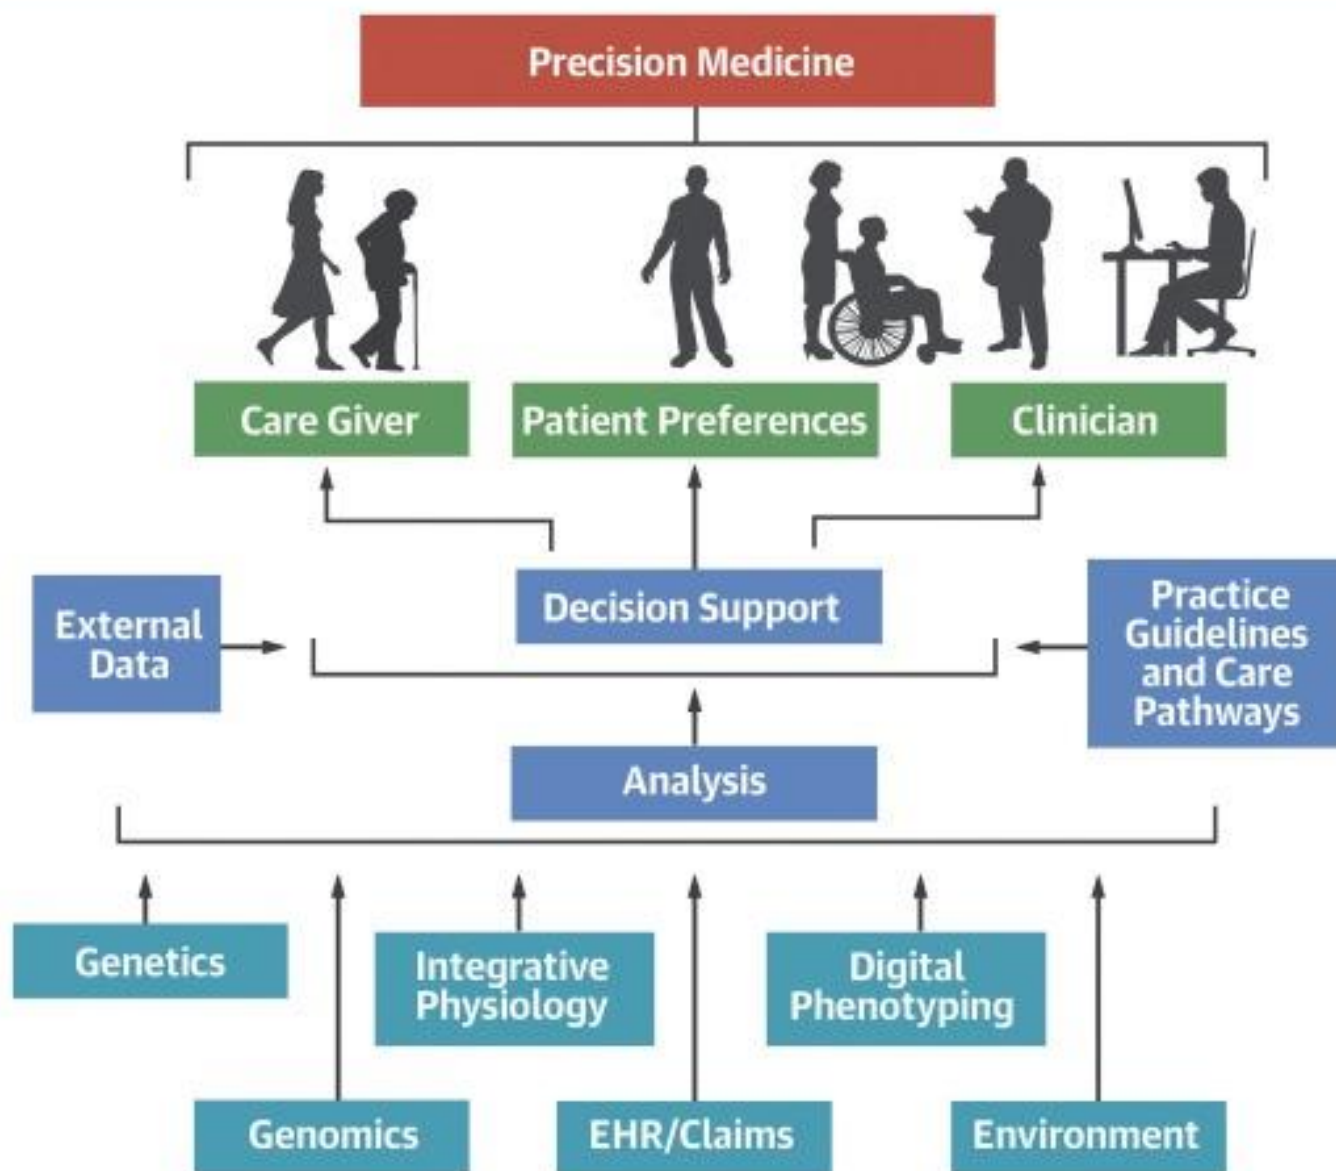 Precision Medicine
Care Giver
Patient Preferences
Clinician
External
Data
Decision Support
Practice
Guidelines
and Care
Pathways
Analysis
Genetics
Integrative
Physiology
Digital
Phenotyping
Genomics
EHR/Claims
Environment